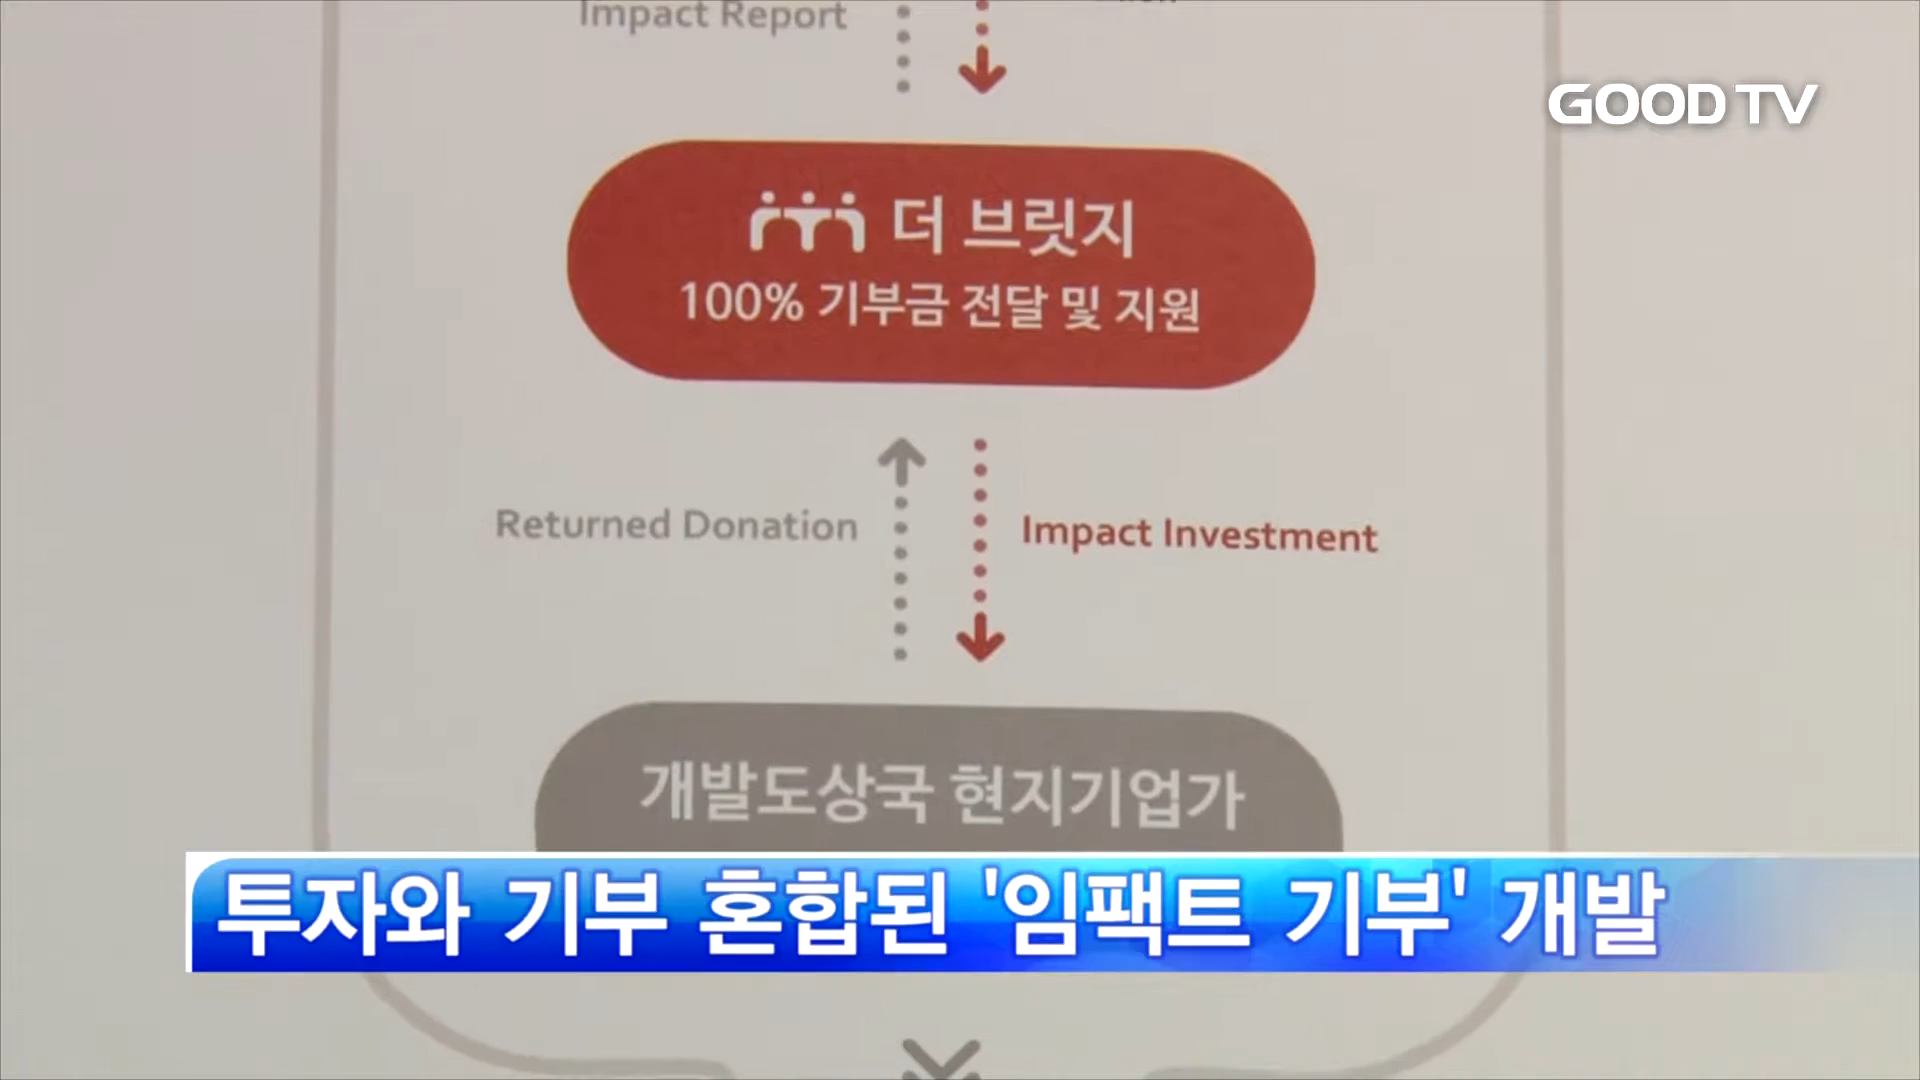 Impact Report
GOOD TV
더 브릿지
100% 기부금 전달 및 지원
Returned Donation
Impact Investment
개발도상국 현지기업가
투자와 기부 혼합된 '임팩트 기부' 개발